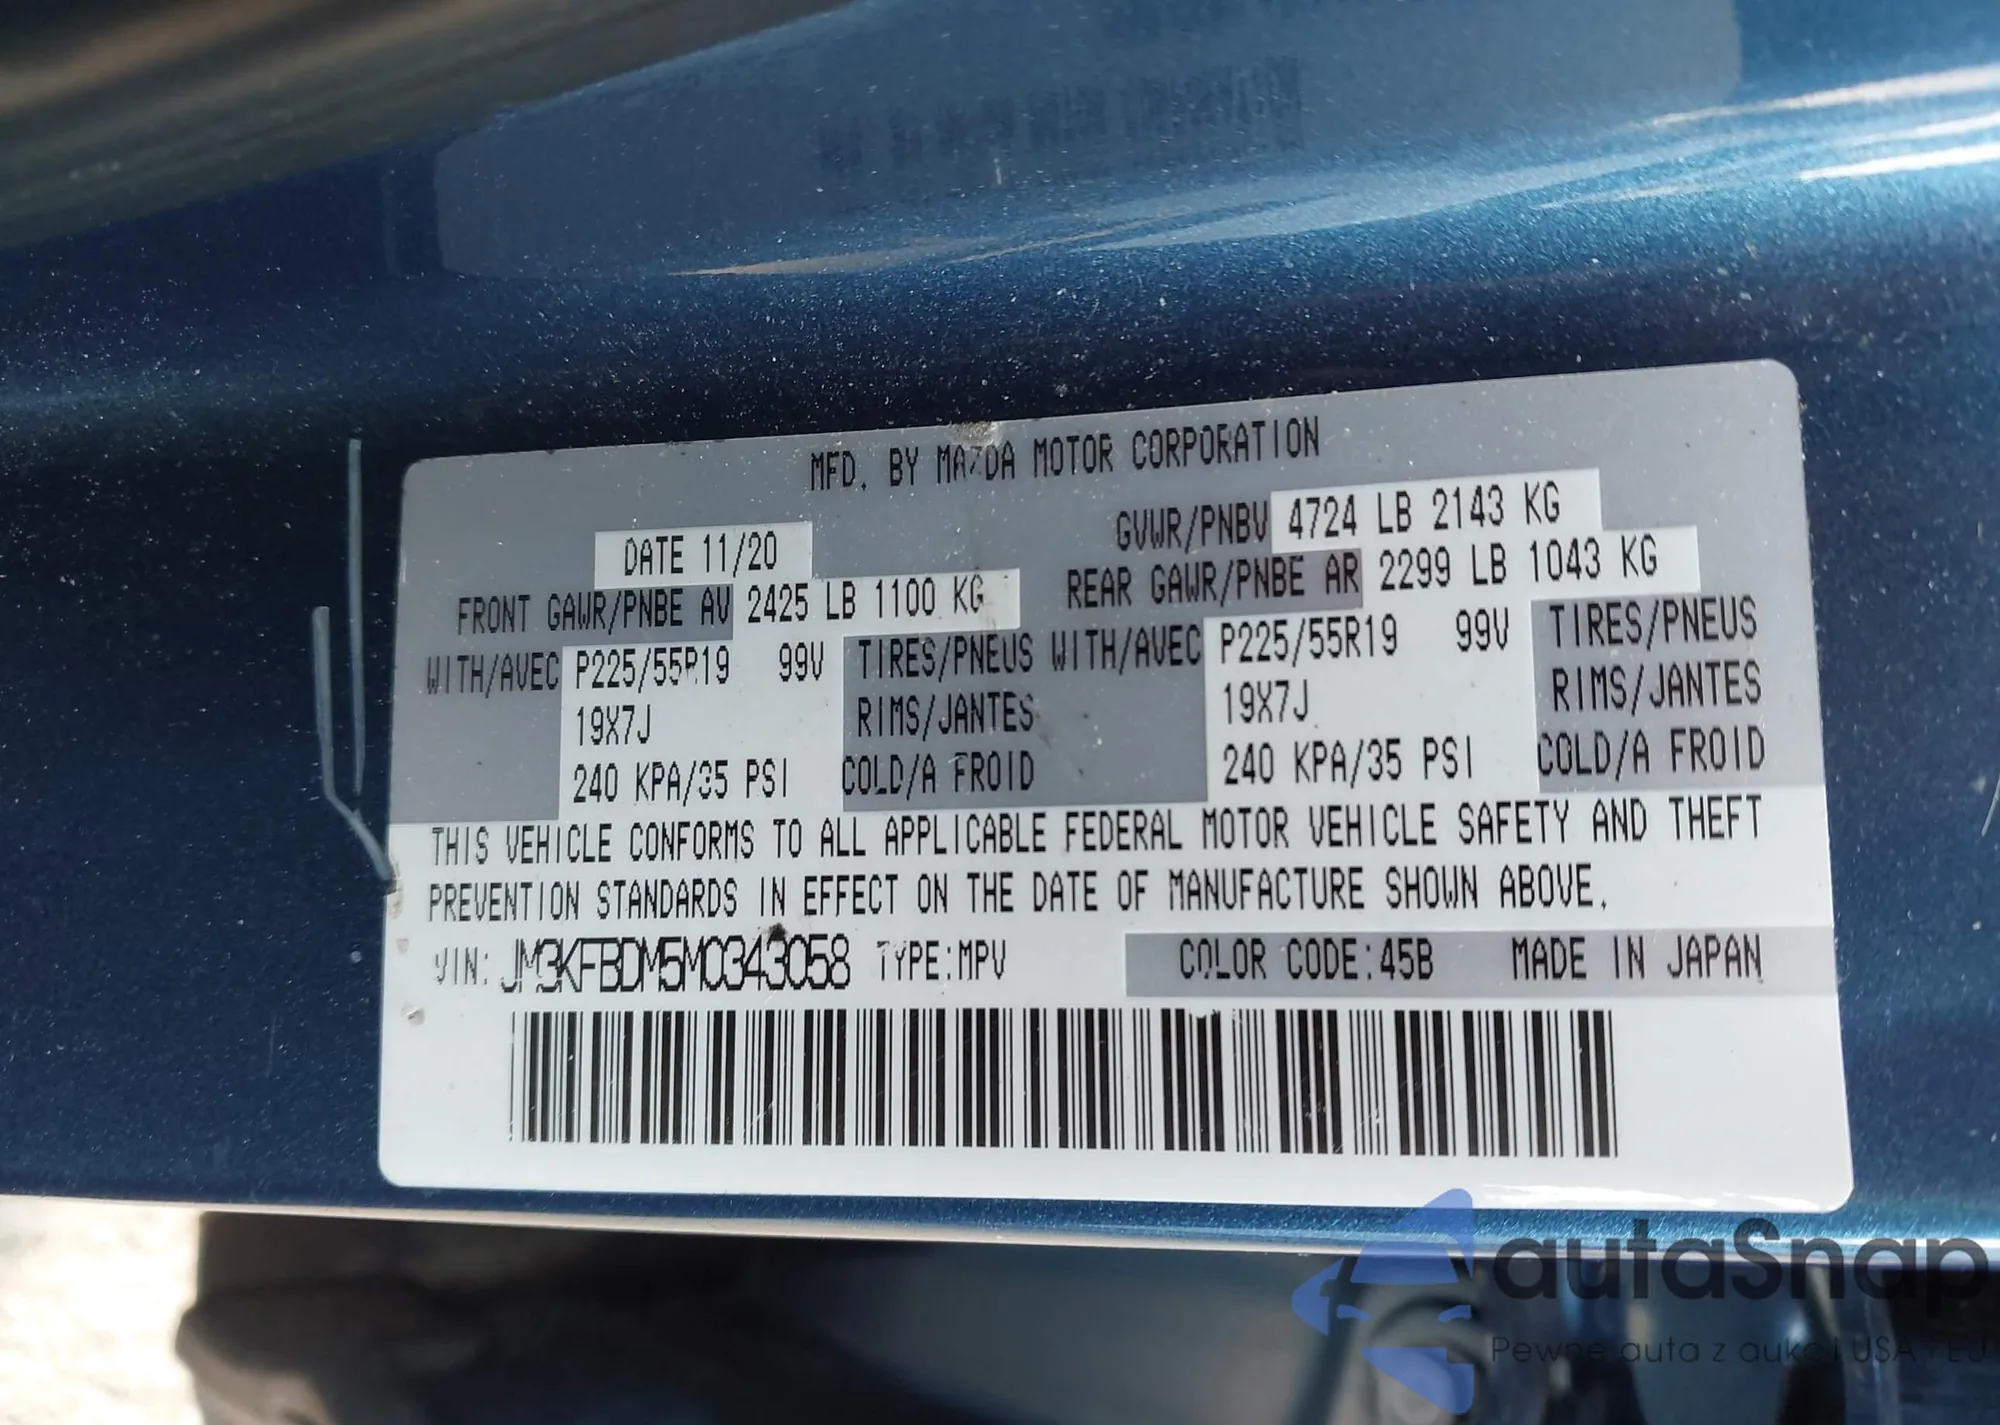 MFD. BY MAZDA MOTOR CORPORATION
DATE 11/20 GVWR/PNBV 4724 LB 2143 KG
FRONT GAWR/PNBE AV 2425 LB 1100 KG REAR GAWR/PNBE AR 2299 LB 1043 KG
WITH/AVEC P225/55R19 99V TIRES/PNEUS WITH/AVEC P225/55R19 99V TIRES/PNEUS
19X7J RIMS/JANTES 19X7J RIMS/JANTES
240 KPA/35 PSI COLD/A FROID 240 KPA/35 PSI COLD/A FROID
THIS VEHICLE CONFORMS TO ALL APPLICABLE FEDERAL MOTOR VEHICLE SAFETY AND THEFT
PREVENTION STANDARDS IN EFFECT ON THE DATE OF MANUFACTURE SHOWN ABOVE.
VIN: JM3KFBDM5M0343058 TYPE:MPV COLOR CODE:45B MADE IN JAPAN
autaSnap
Pewne auta z aukcji USA i EU